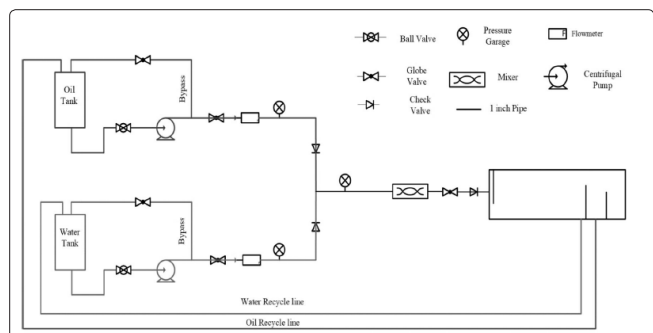 Ball Valve
Pressure
Garage
Flowmeter
Globe
Valve
Mixer
Centrifugal
Pump
Check
Valve
1 inch Pipe
Oil
Tank
Bypass
Water
Tank
Bypass
Water Recycle line
Oil Recycle line